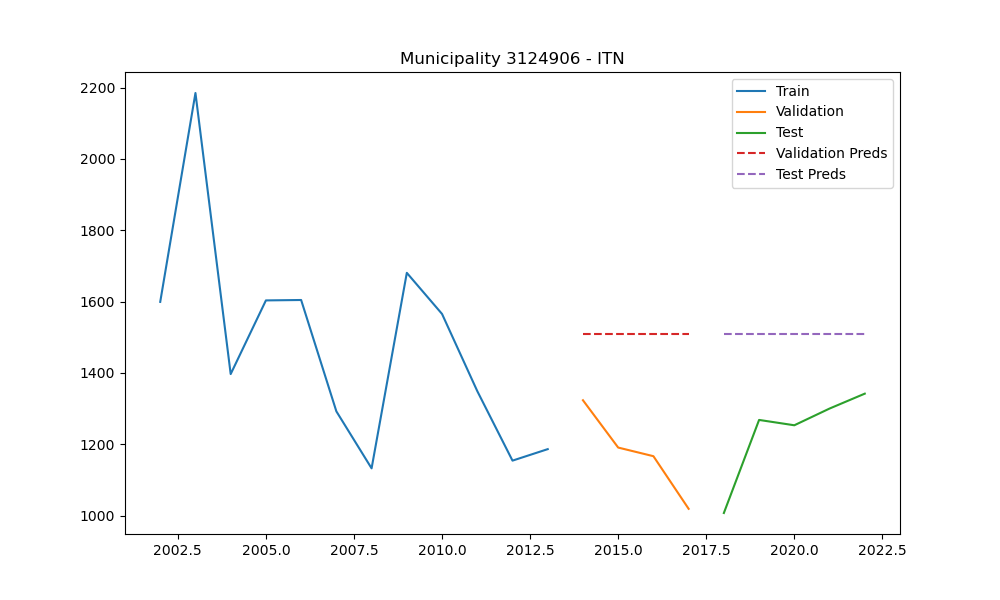 Municipality 3124906 - ITN
2200
2000
1800
1600
1400
1200
1000
Train
Validation
Test
Validation Preds
Test Preds
2002.5 2005.0 2007.5 2010.0 2012.5 2015.0 2017.5 2020.0 2022.5